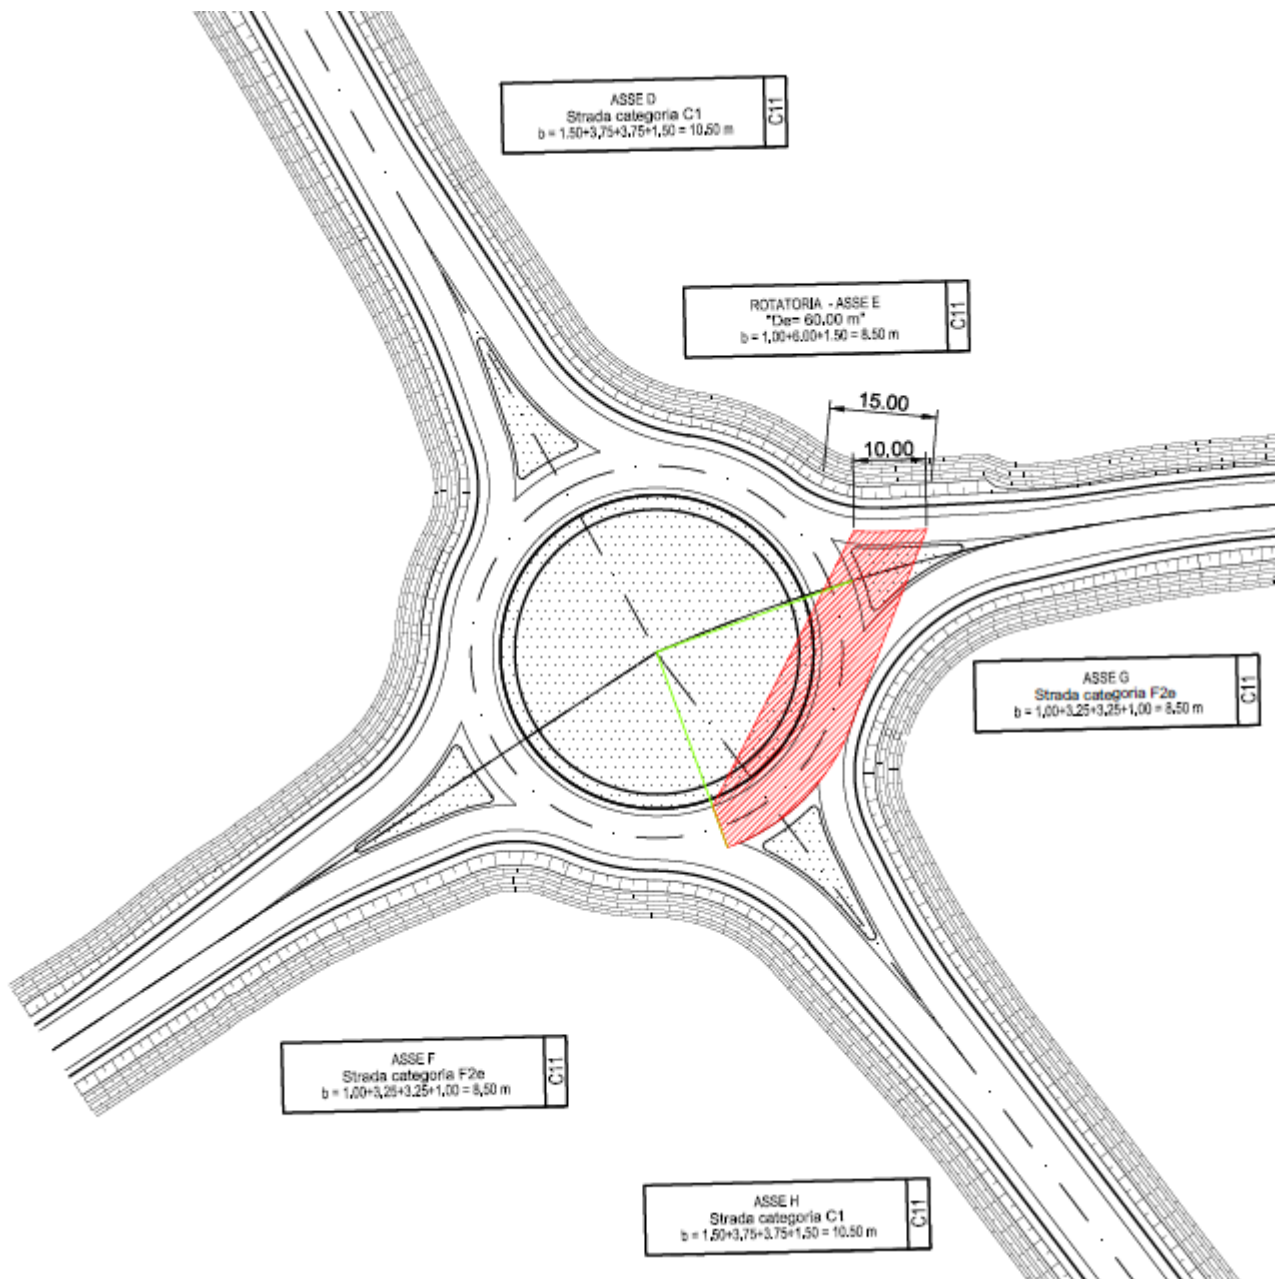 ASSE D
Strada categoria C1
b = 1.50+3,75+3.75+1,50 = 10.50 m
C11
ROTATORIA - ASSE E
"De= 60.00 m"
b = 1,00+6.00+1.50 = 8.50 m
C11
15.00
10,00
ASSE G
Strada categoria F2e
b = 1,00+3.25+3,25+1,00 = 8.50 m
C11
ASSE F
Strada categoria F2e
b = 1.00+3,25+3.25+1,00 = 8,50 m
C11
ASSE H
Strada categoria C1
b = 1.50+3,75+3.75+1,50 = 10.50 m
C11